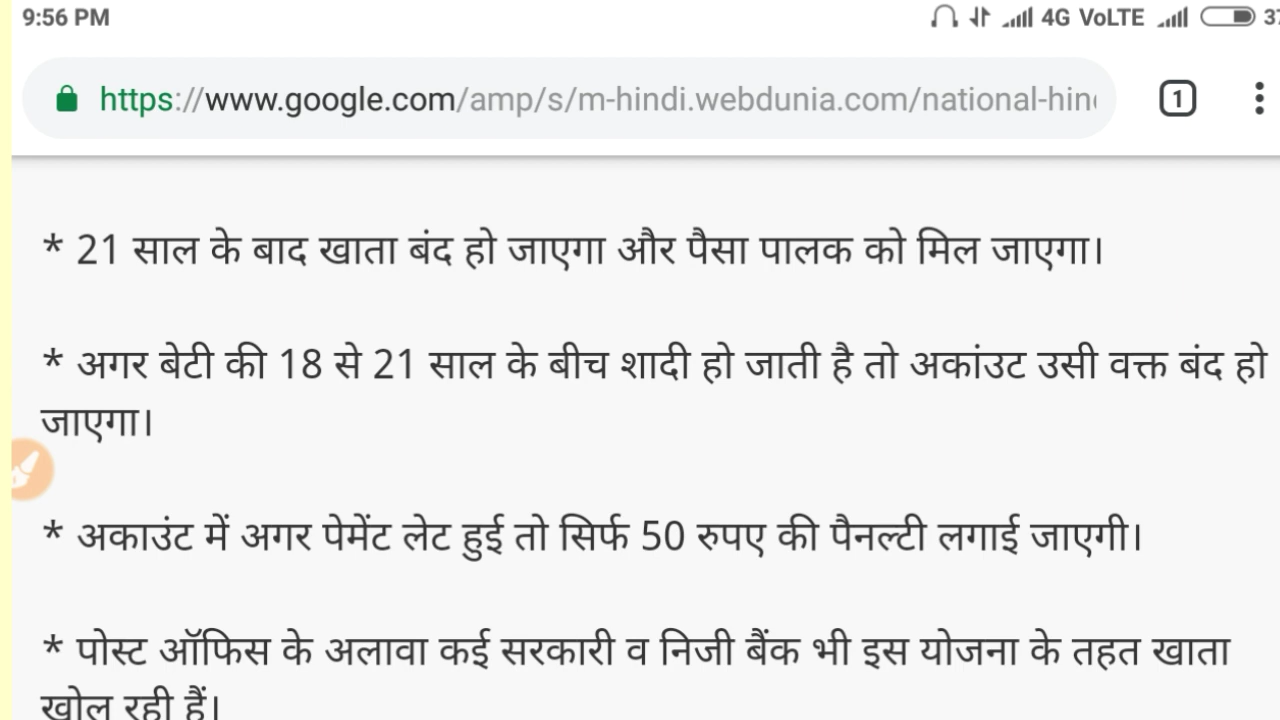 9:56 PM 4G VoLTE
https://www.google.com/amp/s/m-hindi.webdunia.com/national-hin 1
* 21 साल के बाद खाता बंद हो जाएगा और पैसा पालक को मिल जाएगा।
* अगर बेटी की 18 से 21 साल के बीच शादी हो जाती है तो अकांउट उसी वक्त बंद हो
जाएगा।
* अकाउंट में अगर पेमेंट लेट हुई तो सिर्फ 50 रुपए की पैनल्टी लगाई जाएगी।
* पोस्ट ऑफिस के अलावा कई सरकारी व निजी बैंक भी इस योजना के तहत खाता
खोल रही हैं।